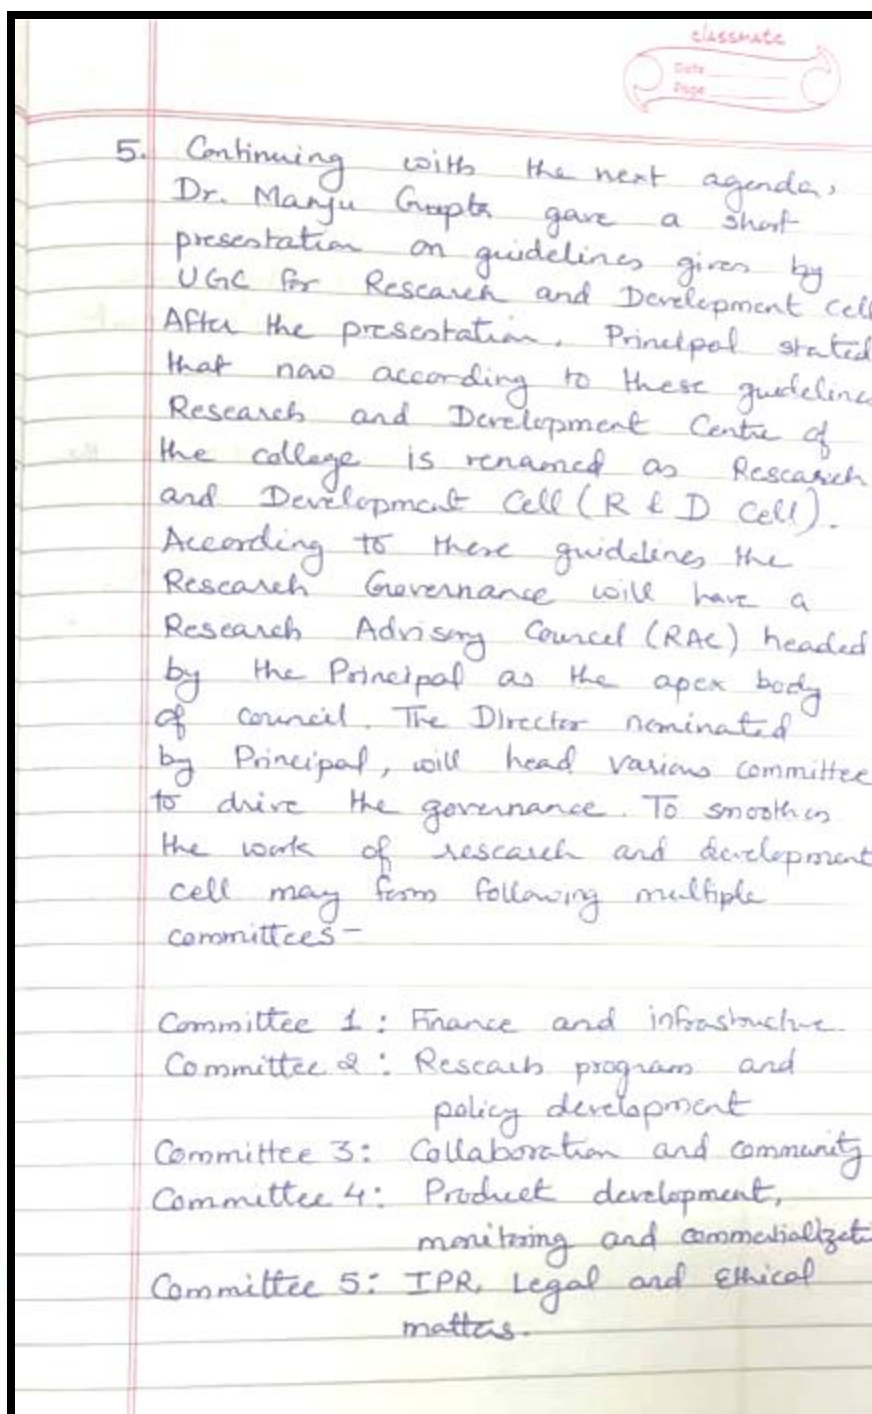 classmate
Date
Page
5. Continuing with the next agenda,
Dr. Manju Gupta gave a short
presentation on guidelines given by
UGC for Research and Development cell
After the presentation, Principal stated
that now according to these guideline
Research and Development Centre of
the college is renamed as Research
and Development Cell (R & D Cell).
According to these guidelines the
Research Governance will have a
Research Advisory Council (RAC) headed
by the Principal as the apex body
of council. The Director nominated
by Principal, will head various committee
to drive the governance. To smoothen
the work of research and development
cell may form following multiple
committees-
Committee 1: Finance and infrastructure.
Committee 2: Research program and
policy development
Committee 3: Collaboration and community
Committee 4: Product development,
monitoring and commertializati
Committee 5: IPR, Legal and Ethical
matters.